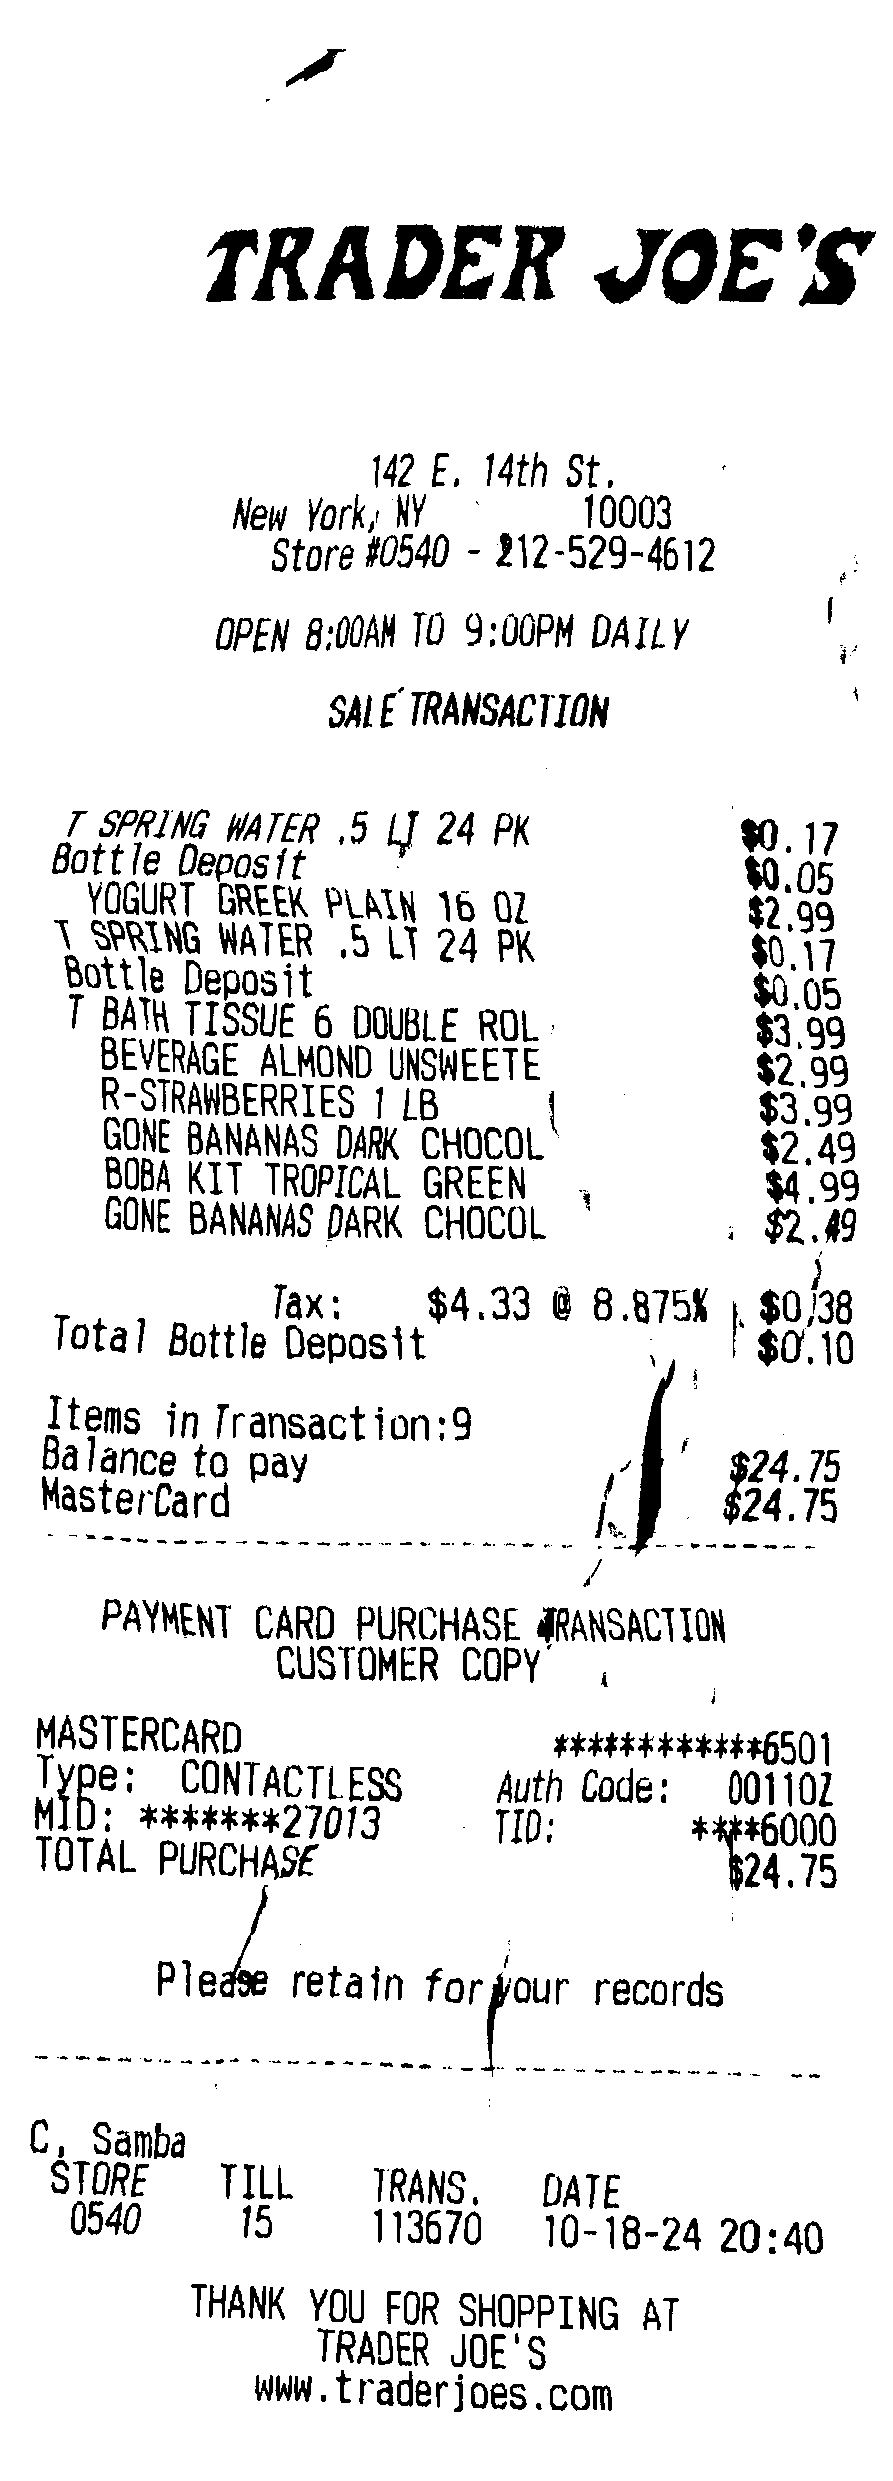 TRADER JOE'S
142 E. 14th St.
New York, NY 10003
Store #0540 - 212-529-4612
OPEN 8:00AM TO 9:00PM DAILY
SALE TRANSACTION
T SPRING WATER .5 LT 24 PK $0.17
Bottle Deposit $0.05
YOGURT GREEK PLAIN 16 OZ $2.99
T SPRING WATER .5 LT 24 PK $0.17
Bottle Deposit $0.05
T BATH TISSUE 6 DOUBLE ROL $3.99
BEVERAGE ALMOND UNSWEETE $2.99
R-STRAWBERRIES 1 LB $3.99
GONE BANANAS DARK CHOCOL $2.49
BOBA KIT TROPICAL GREEN $4.99
GONE BANANAS DARK CHOCOL $2.49
Tax: $4.33 @ 8.875% $0.38
Total Bottle Deposit $0.10
Items in Transaction:9
Balance to pay $24.75
MasterCard $24.75
PAYMENT CARD PURCHASE TRANSACTION
CUSTOMER COPY
MASTERCARD ************6501
Type: CONTACTLESS Auth Code: 00110Z
MID: *******27013 TID: ****6000
TOTAL PURCHASE $24.75
Please retain for your records
C. Samba
STORE TILL TRANS. DATE
0540 15 113670 10-18-24 20:40
THANK YOU FOR SHOPPING AT
TRADER JOE'S
www.traderjoes.com